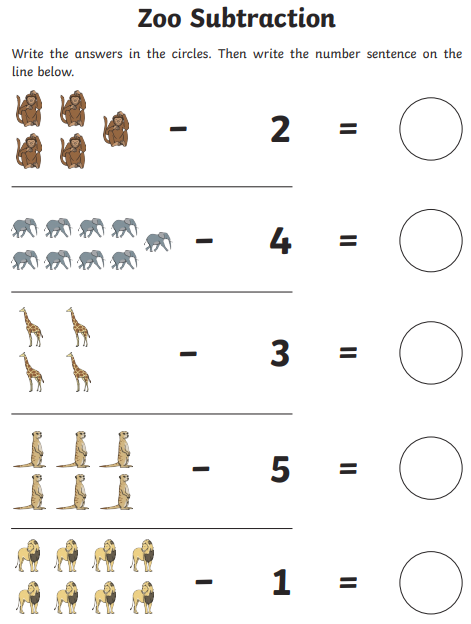 Zoo Subtraction
Write the answers in the circles. Then write the number sentence on the
line below.
- 2 =
- 4 =
- 3 =
- 5 =
- 1 =